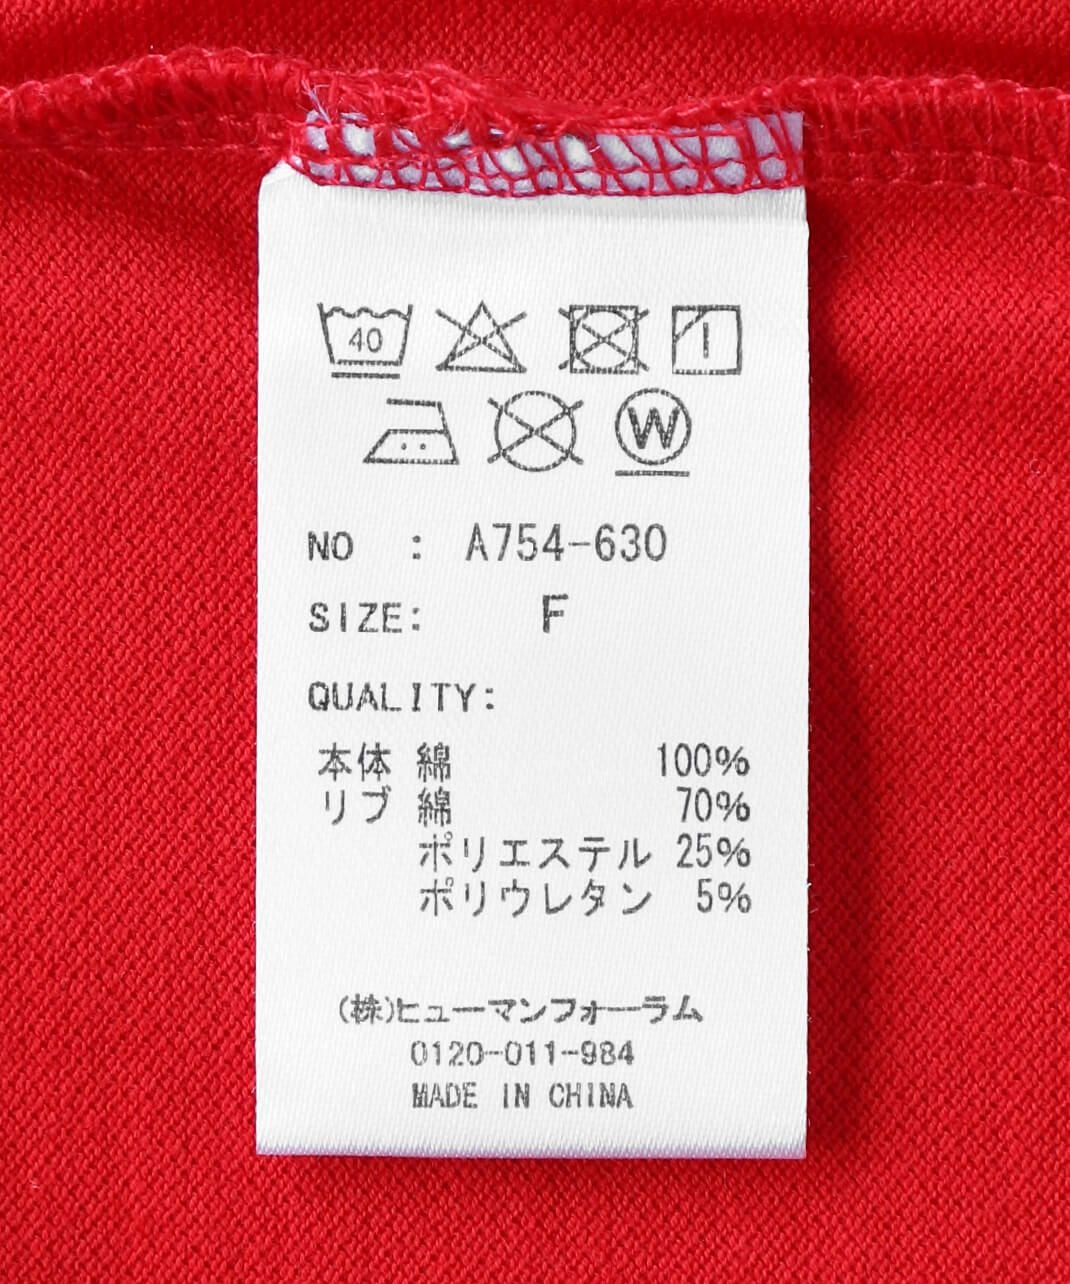 40
W
NO : A754-630
SIZE: F
QUALITY:
本体 綿 100%
リブ 綿 70%
ポリエステル 25%
ポリウレタン 5%
(株)ヒューマンフォーラム
0120-011-984
MADE IN CHINA